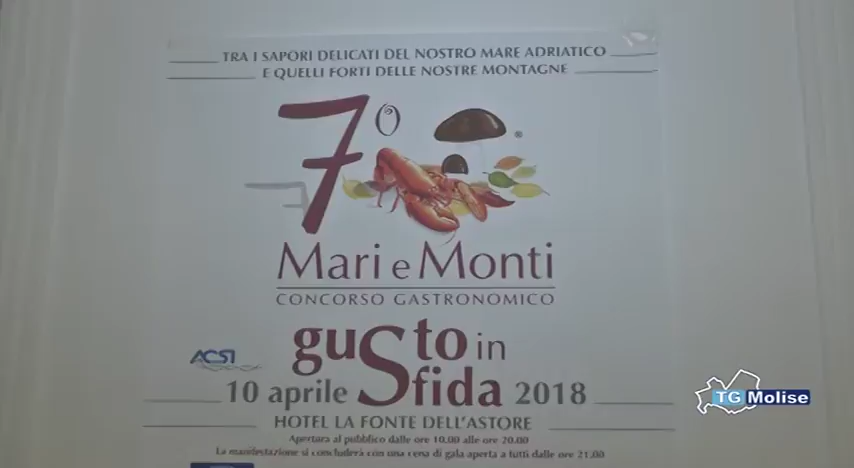 TRA I SAPORI DELICATI DEL NOSTRO MARE ADRIATICO
E QUELLI FORTI DELLE NOSTRE MONTAGNE
7º
®
Mari e Monti
CONCORSO GASTRONOMICO
gusto in
Sfida
ACSI
10 aprile 2018
HOTEL LA FONTE DELL'ASTORE
Apertura al pubblico dalle ore 10.00 alle ore 20.00
La manifestazione si concluderà con una cena di gala aperta a tutti dalle ore 21.00
TG Molise